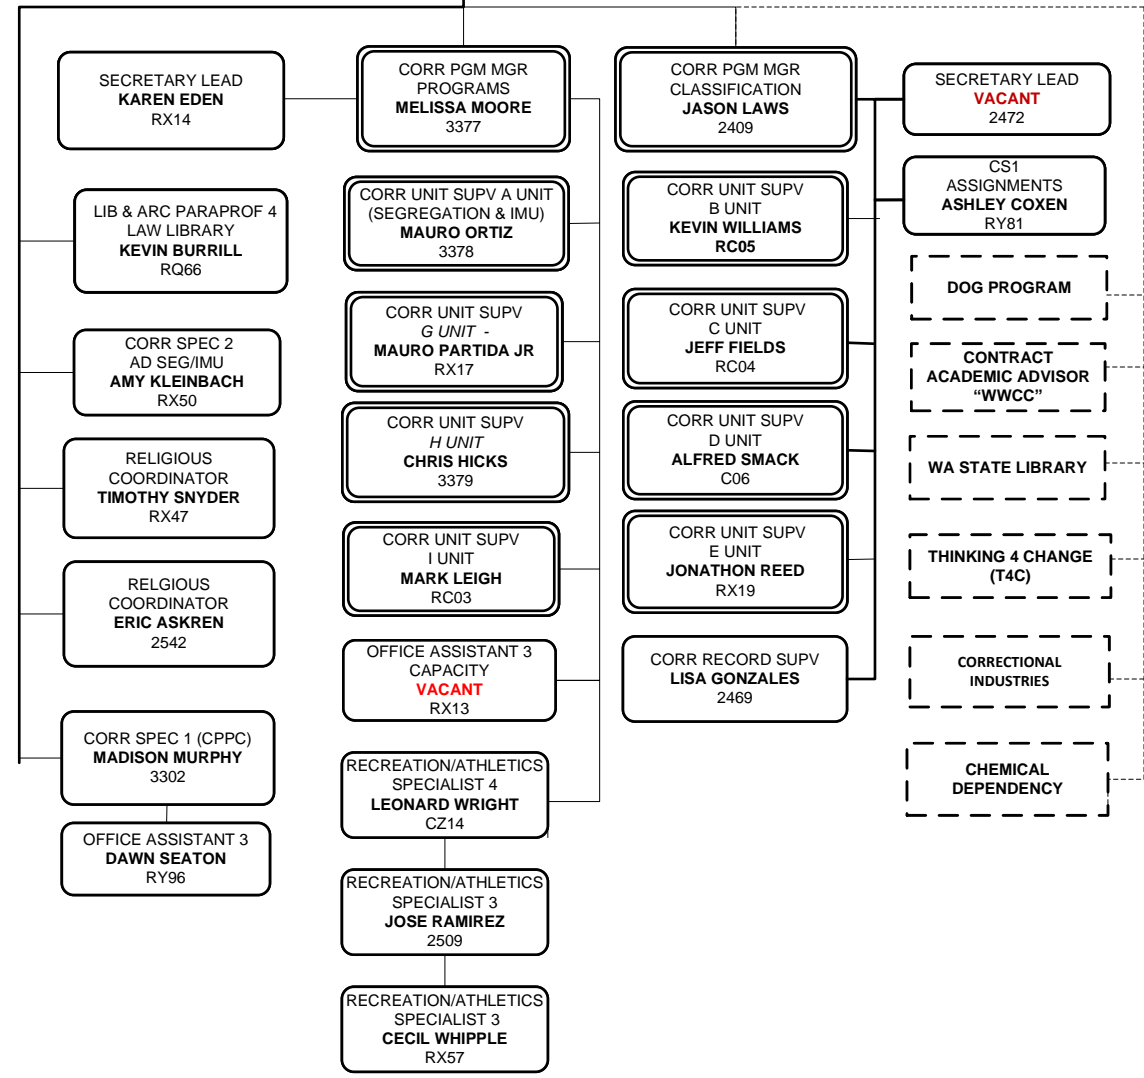 SECRETARY LEAD
KAREN EDEN
RX14
LIB & ARC PARAPROF 4
LAW LIBRARY
KEVIN BURRILL
RQ66
CORR SPEC 2
AD SEG/IMU
AMY KLEINBACH
RX50
RELIGIOUS
COORDINATOR
TIMOTHY SNYDER
RX47
RELGIOUS
COORDINATOR
ERIC ASKREN
2542
CORR SPEC 1 (CPPC)
MADISON MURPHY
3302
OFFICE ASSISTANT 3
DAWN SEATON
RY96
CORR PGM MGR
PROGRAMS
MELISSA MOORE
3377
CORR UNIT SUPV A UNIT
(SEGREGATION & IMU)
MAURO ORTIZ
3378
CORR UNIT SUPV
G UNIT -
MAURO PARTIDA JR
RX17
CORR UNIT SUPV
H UNIT
CHRIS HICKS
3379
CORR UNIT SUPV
I UNIT
MARK LEIGH
RC03
OFFICE ASSISTANT 3
CAPACITY
VACANT
RX13
RECREATION/ATHLETICS
SPECIALIST 4
LEONARD WRIGHT
CZ14
RECREATION/ATHLETICS
SPECIALIST 3
JOSE RAMIREZ
2509
RECREATION/ATHLETICS
SPECIALIST 3
CECIL WHIPPLE
RX57
CORR PGM MGR
CLASSIFICATION
JASON LAWS
2409
CORR UNIT SUPV
B UNIT
KEVIN WILLIAMS
RC05
CORR UNIT SUPV
C UNIT
JEFF FIELDS
RC04
CORR UNIT SUPV
D UNIT
ALFRED SMACK
C06
CORR UNIT SUPV
E UNIT
JONATHON REED
RX19
CORR RECORD SUPV
LISA GONZALES
2469
SECRETARY LEAD
VACANT
2472
CS1
ASSIGNMENTS
ASHLEY COXEN
RY81
DOG PROGRAM
CONTRACT
ACADEMIC ADVISOR
“WWCC”
WA STATE LIBRARY
THINKING 4 CHANGE
(T4C)
CORRECTIONAL
INDUSTRIES
CHEMICAL
DEPENDENCY